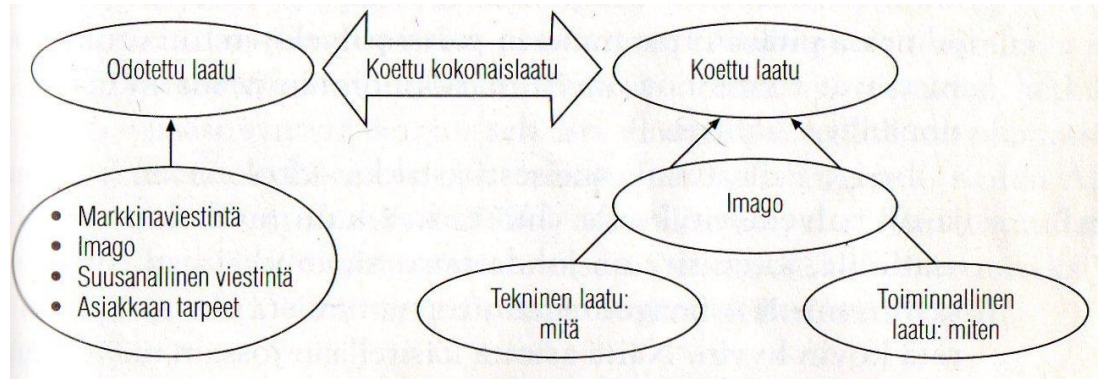 Odotettu laatu
Koettu kokonaislaatu
Koettu laatu
• Markkinaviestintä
• Imago
• Suusanallinen viestintä
• Asiakkaan tarpeet
Imago
Tekninen laatu:
mitä
Toiminnallinen
laatu: miten